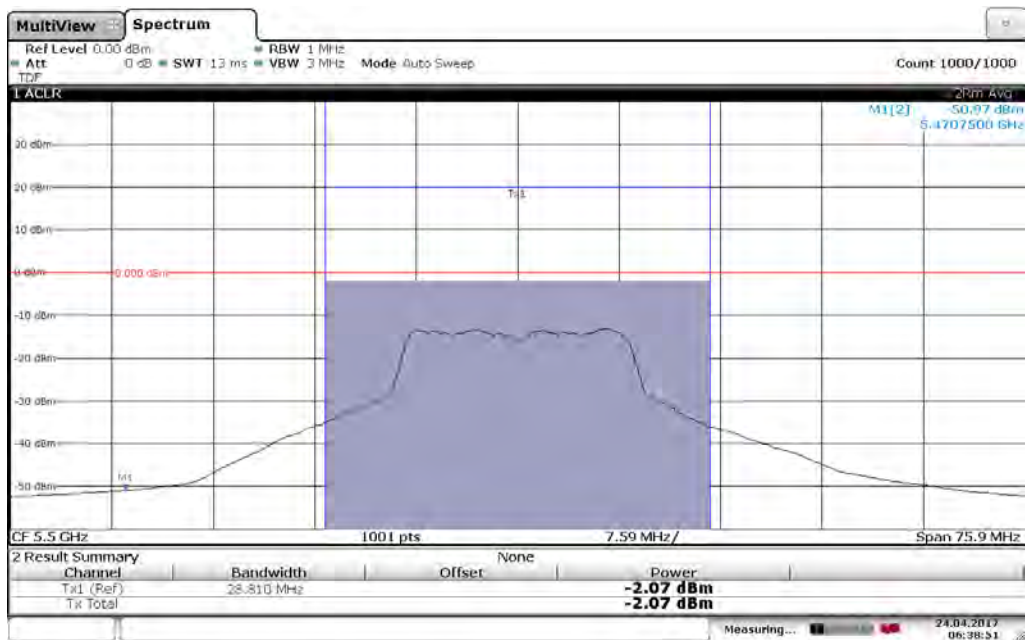 MultiView Spectrum
Ref Level 0.00 dBm RBW 1 MHz
Att 0 dB SWT 13 ms VBW 3 MHz Mode Auto Sweep Count 1000/1000
TDF
1 ACLR 2Rm Avg
M1[2] -50.97 dBm
5.4707500 GHz
30 dBm
20 dBm
Tx1
10 dBm
0 dBm 0.000 dBm
-10 dBm
-20 dBm
-30 dBm
-40 dBm
M1
-50 dBm
CF 5.5 GHz 1001 pts 7.59 MHz/ Span 75.9 MHz
2 Result Summary None
Channel Bandwidth Offset Power
Tx1 (Ref) 28.810 MHz -2.07 dBm
Tx Total -2.07 dBm
Measuring... 24.04.2017
06:38:51